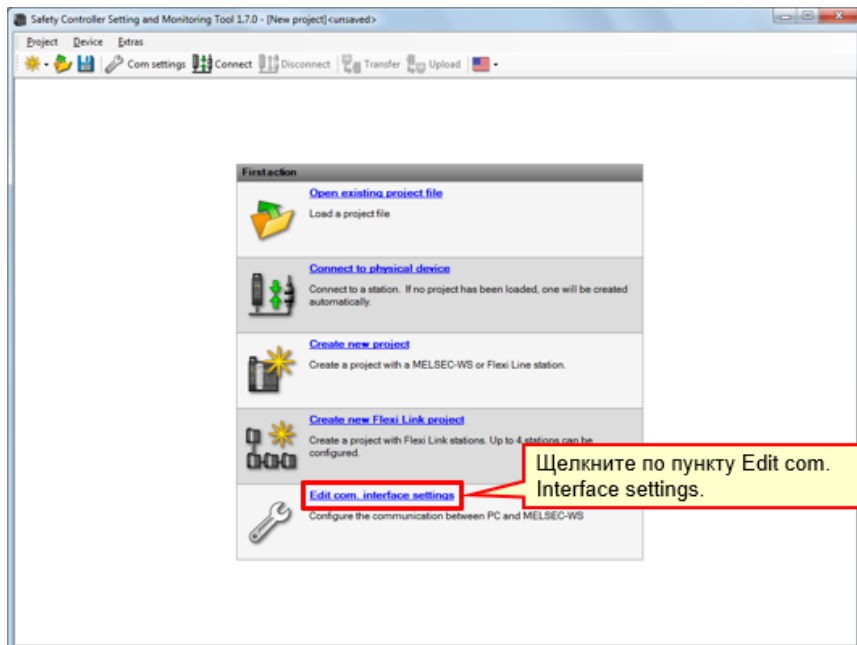 Safety Controller Setting and Monitoring Tool 1.7.0 - [New project] <unsaved>
Project Device Extras
Com settings Connect Disconnect Transfer Upload
First action
Open existing project file
Load a project file
Connect to physical device
Connect to a station. If no project has been loaded, one will be created
automatically.
Create new project
Create a project with a MELSEC-WS or Flexi Line station.
Create new Flexi Link project
Create a project with Flexi Link stations. Up to 4 stations can be
configured.
Щелкните по пункту Edit com.
Interface settings.
Edit com. interface settings
Configure the communication between PC and MELSEC-WS